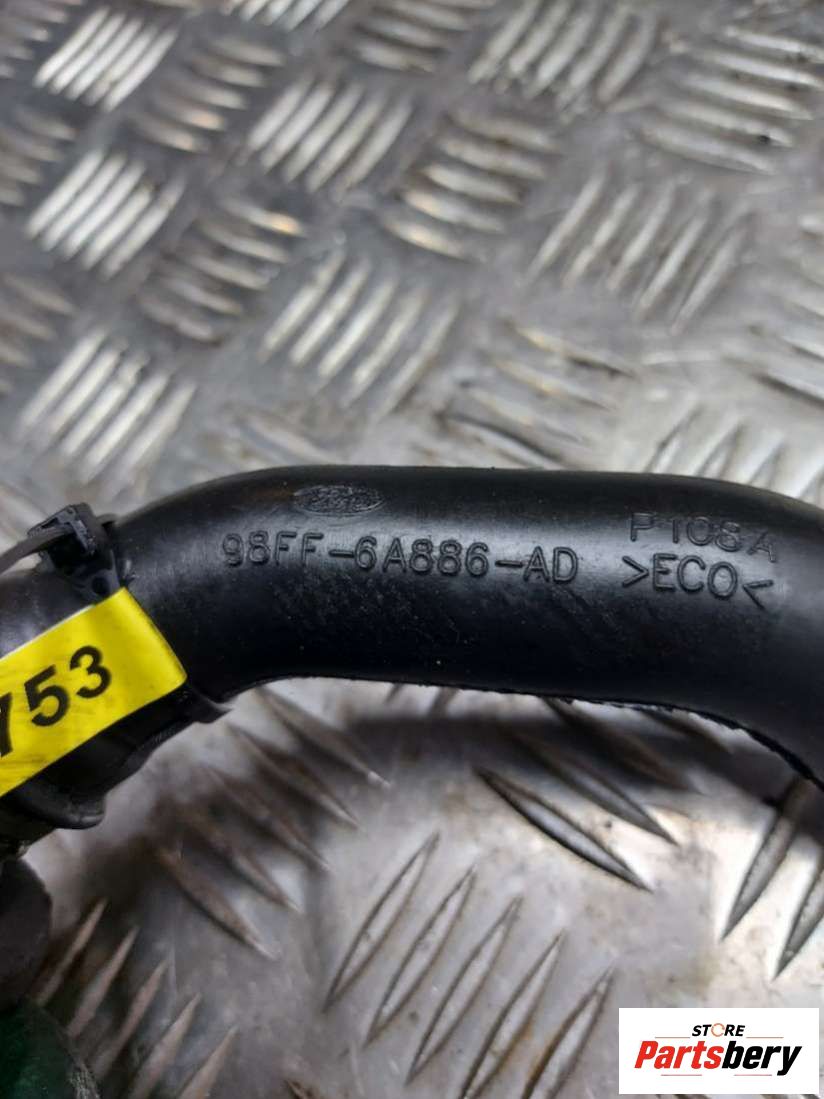 98FF-6A886-AD
P108A
>ECO<
753
STORE
Partsbery